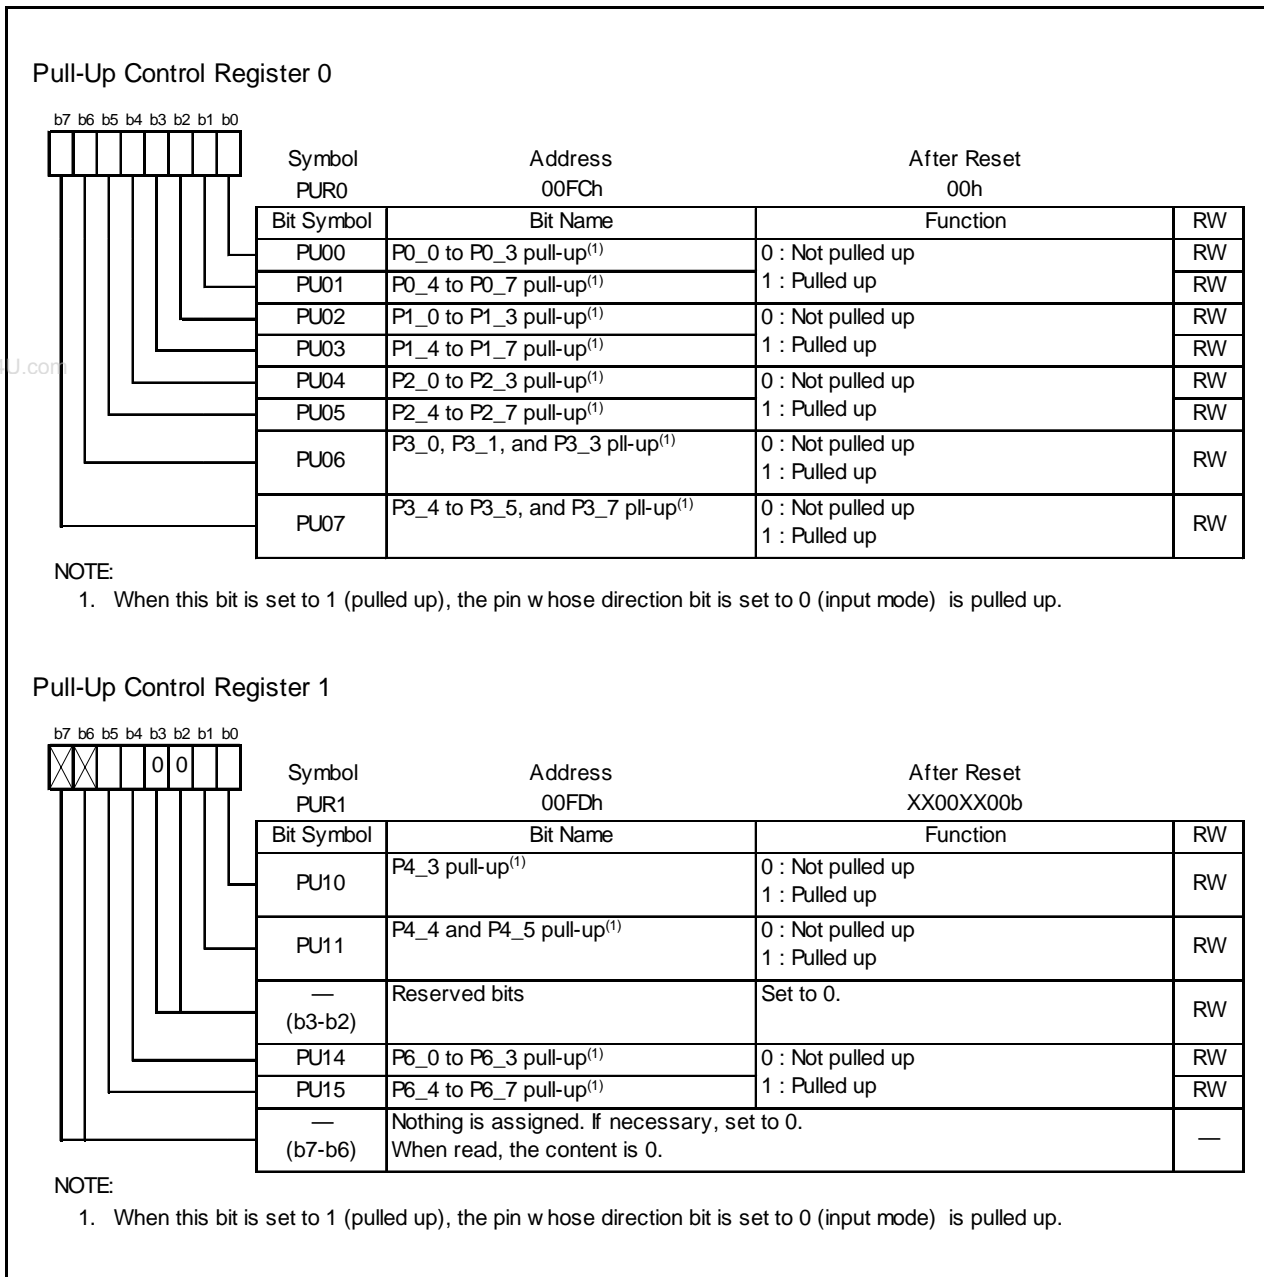 Pull-Up Control Register 0
b7 b6 b5 b4 b3 b2 b1 b0
Symbol Address After Reset
PUR0 00FCh 00h
Bit Symbol Bit Name Function RW
PU00 P0_0 to P0_3 pull-up(1) 0 : Not pulled up RW
PU01 P0_4 to P0_7 pull-up(1) 1 : Pulled up RW
PU02 P1_0 to P1_3 pull-up(1) 0 : Not pulled up RW
PU03 P1_4 to P1_7 pull-up(1) 1 : Pulled up RW
4U.com
PU04 P2_0 to P2_3 pull-up(1) 0 : Not pulled up RW
PU05 P2_4 to P2_7 pull-up(1) 1 : Pulled up RW
PU06 P3_0, P3_1, and P3_3 pll-up(1) 0 : Not pulled up RW
1 : Pulled up
PU07 P3_4 to P3_5, and P3_7 pll-up(1) 0 : Not pulled up RW
1 : Pulled up
NOTE:
1. When this bit is set to 1 (pulled up), the pin whose direction bit is set to 0 (input mode) is pulled up.
Pull-Up Control Register 1
b7 b6 b5 b4 b3 b2 b1 b0
0 0
Symbol Address After Reset
PUR1 00FDh XX00XX00b
Bit Symbol Bit Name Function RW
PU10 P4_3 pull-up(1) 0 : Not pulled up RW
1 : Pulled up
PU11 P4_4 and P4_5 pull-up(1) 0 : Not pulled up RW
1 : Pulled up
— Reserved bits Set to 0. RW
(b3-b2)
PU14 P6_0 to P6_3 pull-up(1) 0 : Not pulled up RW
PU15 P6_4 to P6_7 pull-up(1) 1 : Pulled up RW
— Nothing is assigned. If necessary, set to 0. —
(b7-b6) When read, the content is 0.
NOTE:
1. When this bit is set to 1 (pulled up), the pin whose direction bit is set to 0 (input mode) is pulled up.